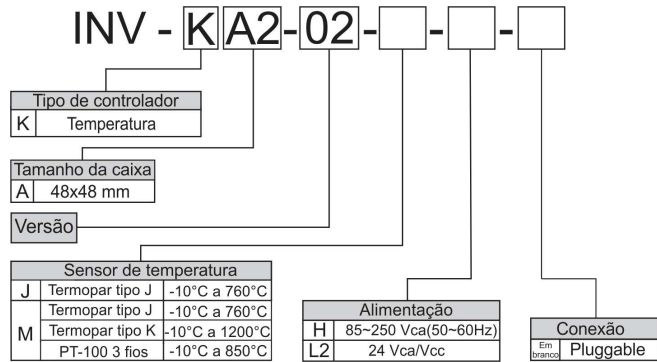 INV - K A2-02- - -
Tipo de controlador
K Temperatura
Tamanho da caixa
A 48x48 mm
Versão
Sensor de temperatura
J Termopar tipo J -10°C a 760°C
M Termopar tipo J -10°C a 760°C
Termopar tipo K -10°C a 1200°C
PT-100 3 fios -10°C a 850°C
Alimentação
H 85~250 Vca(50~60Hz)
L2 24 Vca/Vcc
Conexão
Em branco Pluggable